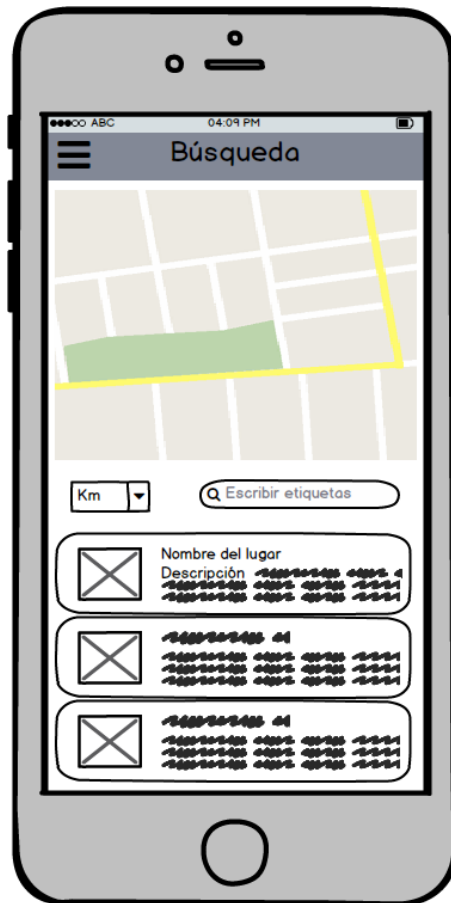 ABC 04:09 PM
Búsqueda
Km
Escribir etiquetas
Nombre del lugar
Descripción